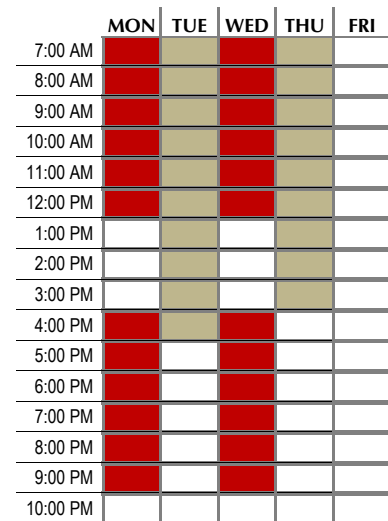 MON TUE WED THU FRI
7:00 AM
8:00 AM
9:00 AM
10:00 AM
11:00 AM
12:00 PM
1:00 PM
2:00 PM
3:00 PM
4:00 PM
5:00 PM
6:00 PM
7:00 PM
8:00 PM
9:00 PM
10:00 PM